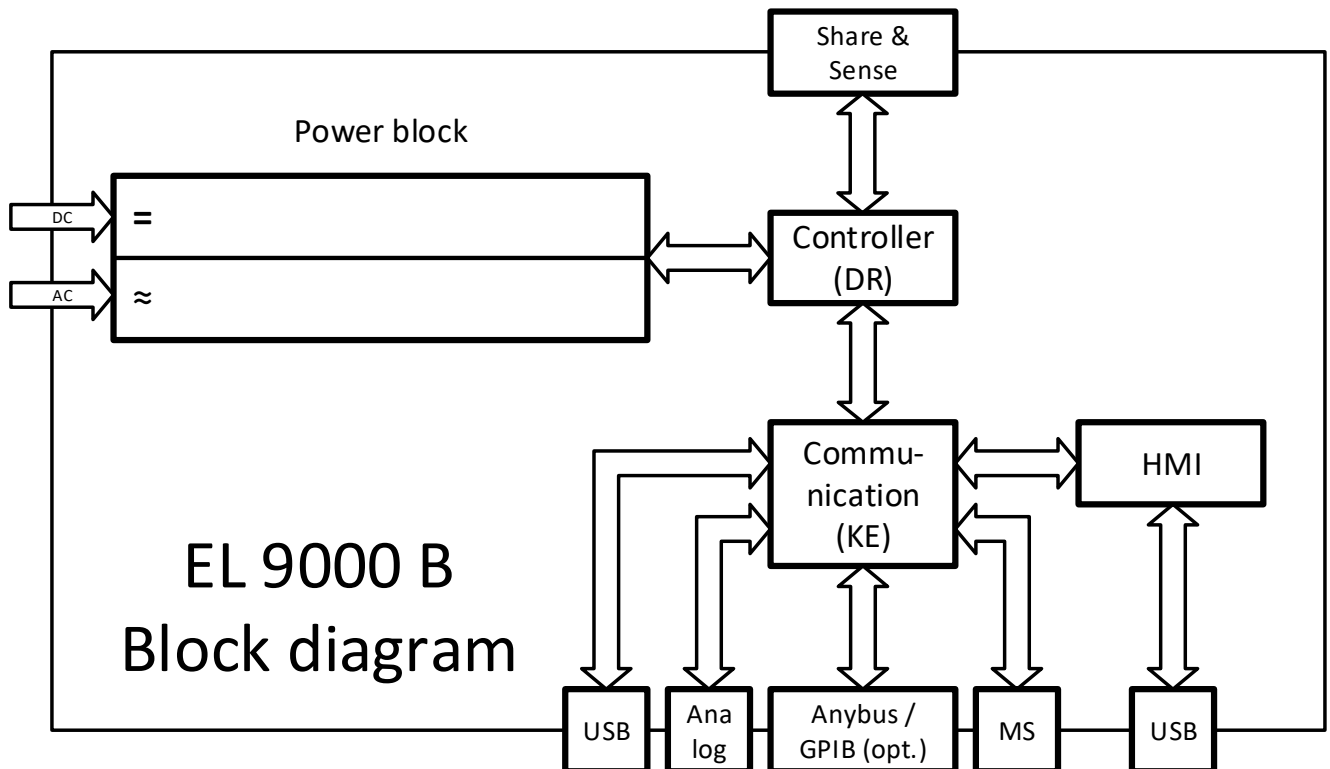 Share &
Sense
Power block
DC
=
Controller
(DR)
AC
≈
Commu-
nication
(KE)
HMI
EL 9000 B
Block diagram
USB
Ana
log
Anybus /
GPIB (opt.)
MS
USB